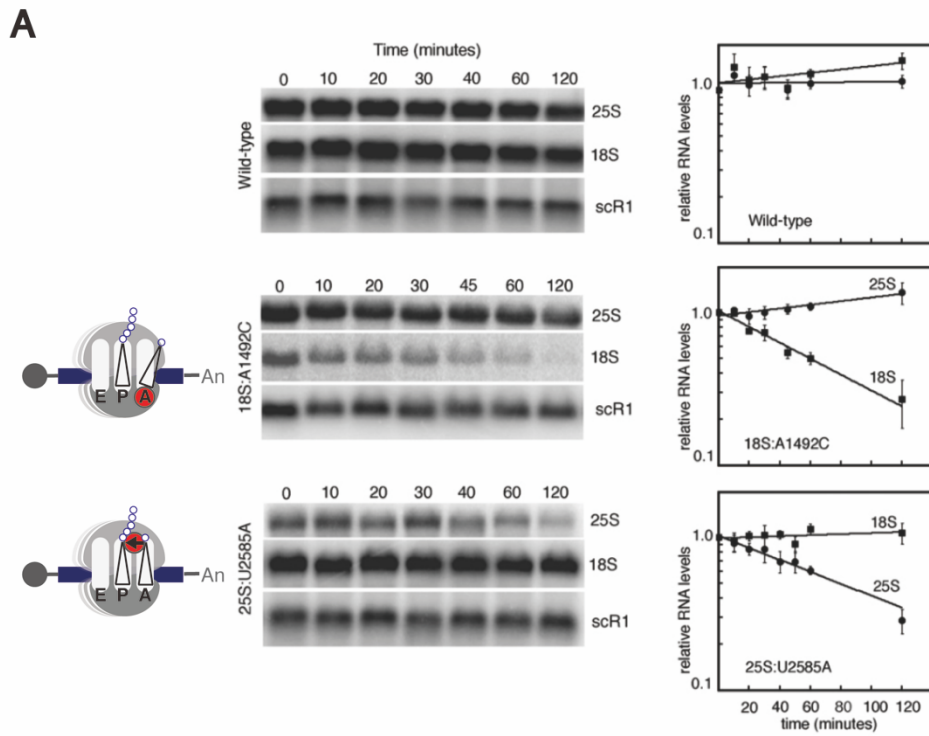 A
Time (minutes)
0 10 20 30 40 60 120
Wild-type
25S
18S
scR1
relative RNA levels
1.0
0.1
Wild-type
E P A An
0 10 20 30 45 60 120
18S:A1492C
25S
18S
scR1
relative RNA levels
1.0
0.1
25S
18S
18S:A1492C
E P A An
0 10 20 30 40 60 120
25S:U2585A
25S
18S
scR1
relative RNA levels
1.0
0.1
18S
25S
25S:U2585A
20 40 60 80 100 120
time (minutes)